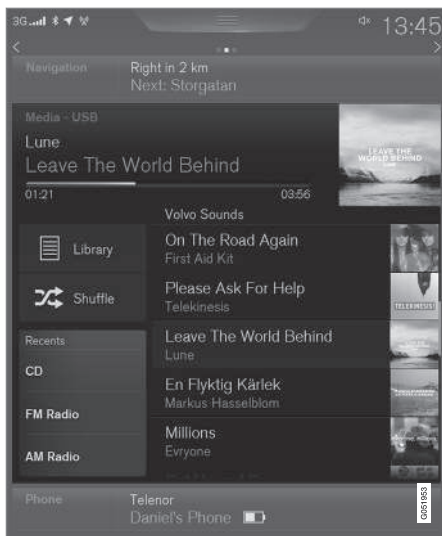 3G
13:45
Navigation
Right in 2 km
Next: Storgatan
Media - USB
Lune
Leave The World Behind
01:21
03:56
LEAVE THE
WORLD BEHIND
LUNE
Volvo Sounds
Library
Shuffle
On The Road Again
First Aid Kit
Please Ask For Help
Telekinesis
TELEKINESIS!
Leave The World Behind
Lune
En Flyktig Kärlek
Markus Hasselblom
Millions
Evryone
Recents
CD
FM Radio
AM Radio
Phone
Telenor
Daniel's Phone
G051953